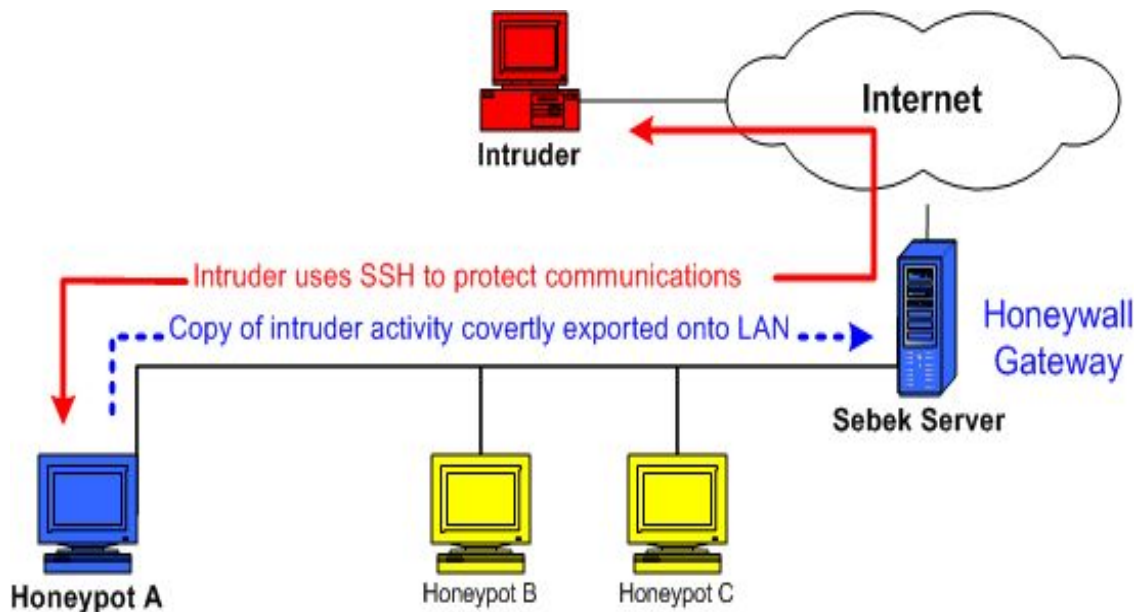 Internet
Intruder
Intruder uses SSH to protect communications
Copy of intruder activity covertly exported onto LAN
Honeywall
Gateway
Sebek Server
Honeypot A
Honeypot B
Honeypot C